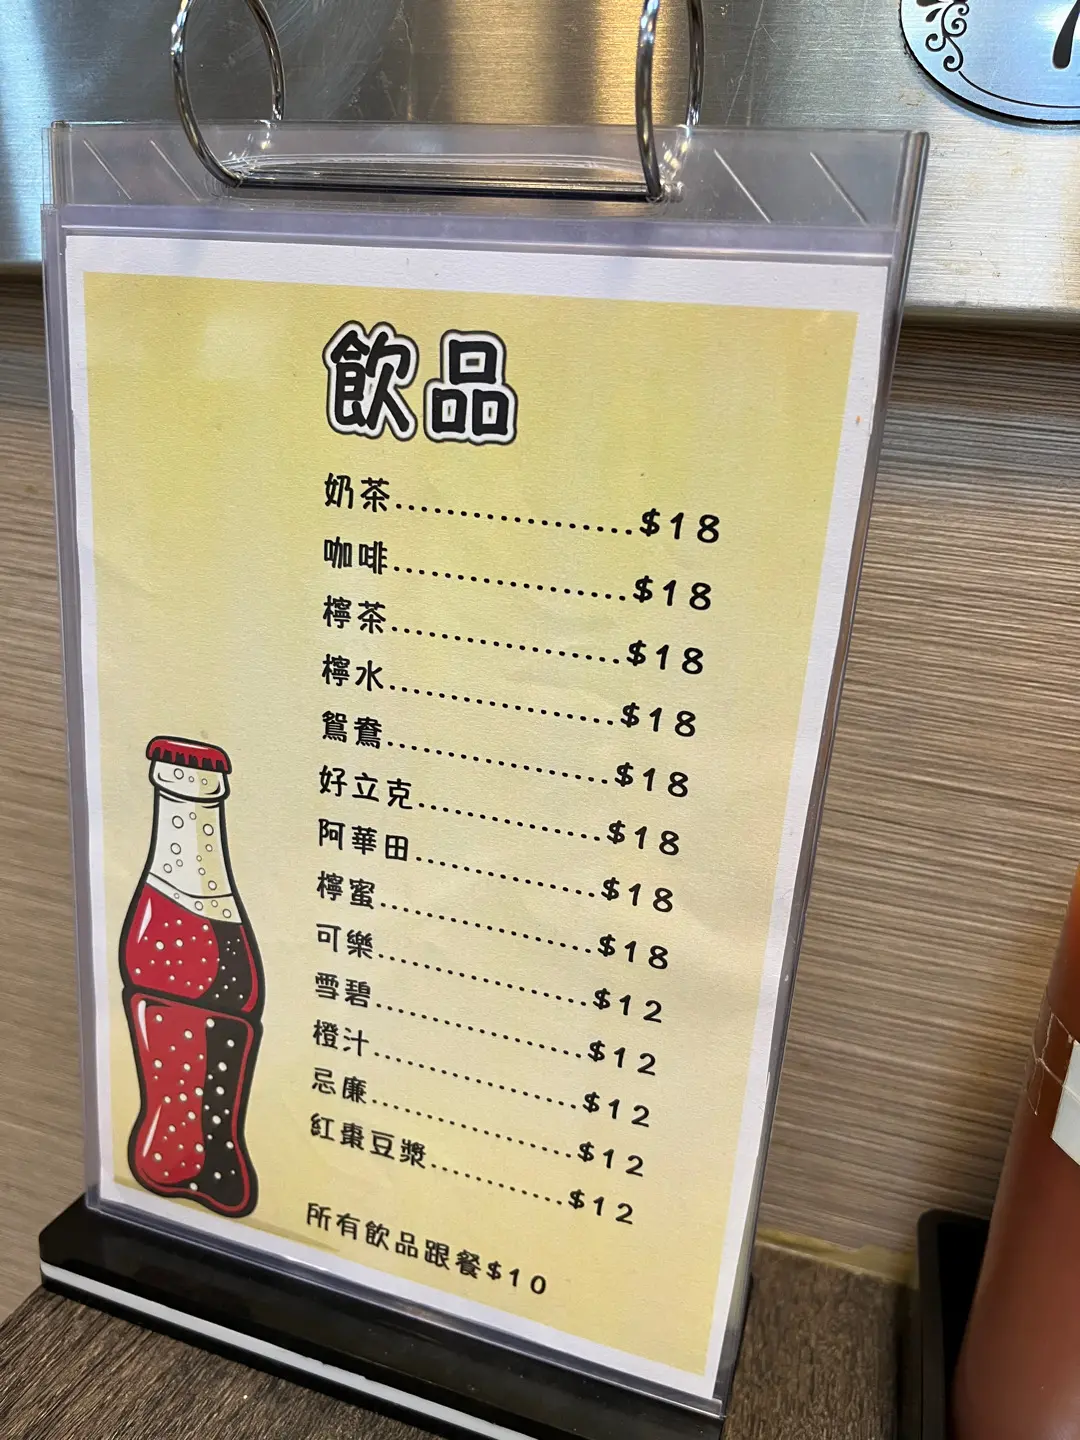 飲品
奶茶..................$18
咖啡..................$18
檸茶..................$18
檸水..................$18
鴛鴦..................$18
好立克..............$18
阿華田..............$18
檸蜜..................$18
可樂..................$12
雪碧..................$12
橙汁..................$12
忌廉..................$12
紅棗豆漿...........$12
所有飲品跟餐$10